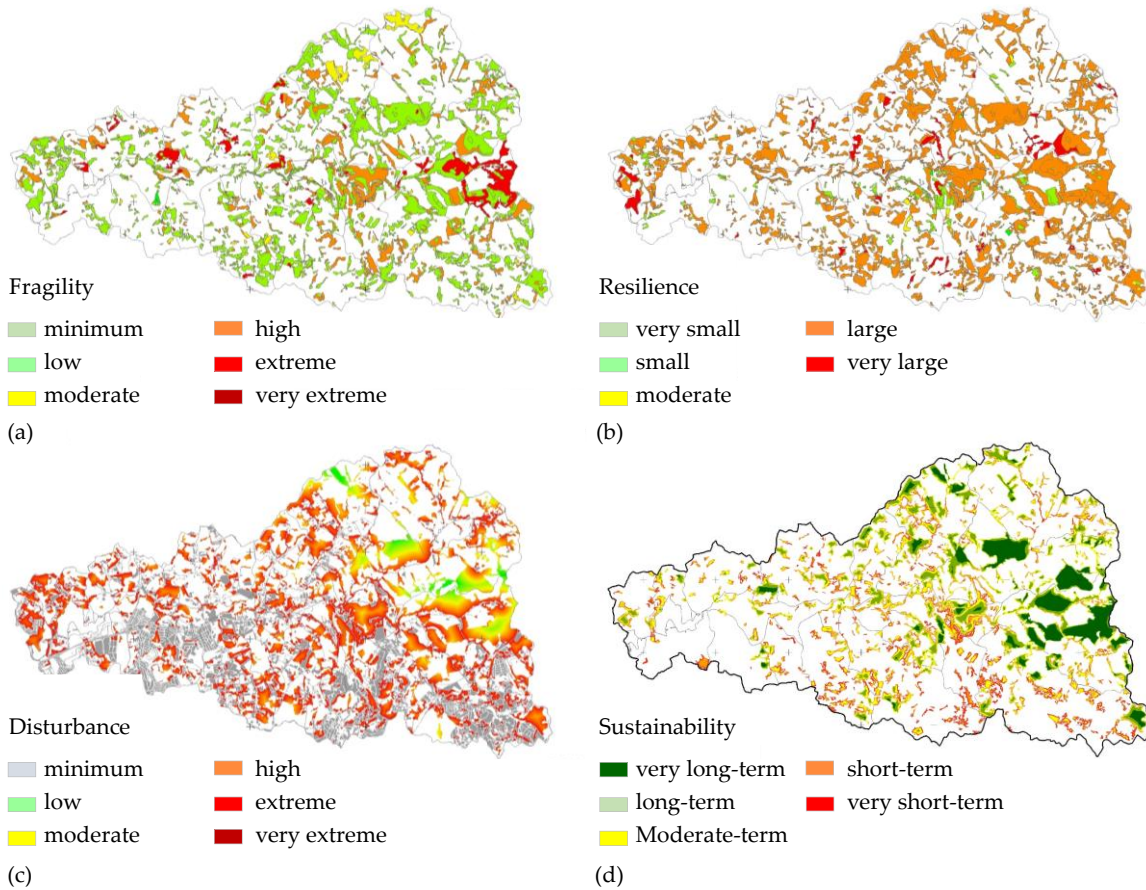 Fragility
minimum
high
low
extreme
moderate
very extreme
(a)
Resilience
very small
large
small
very large
moderate
(b)
Disturbance
minimum
high
low
extreme
moderate
very extreme
(c)
Sustainability
very long-term
short-term
long-term
very short-term
Moderate-term
(d)